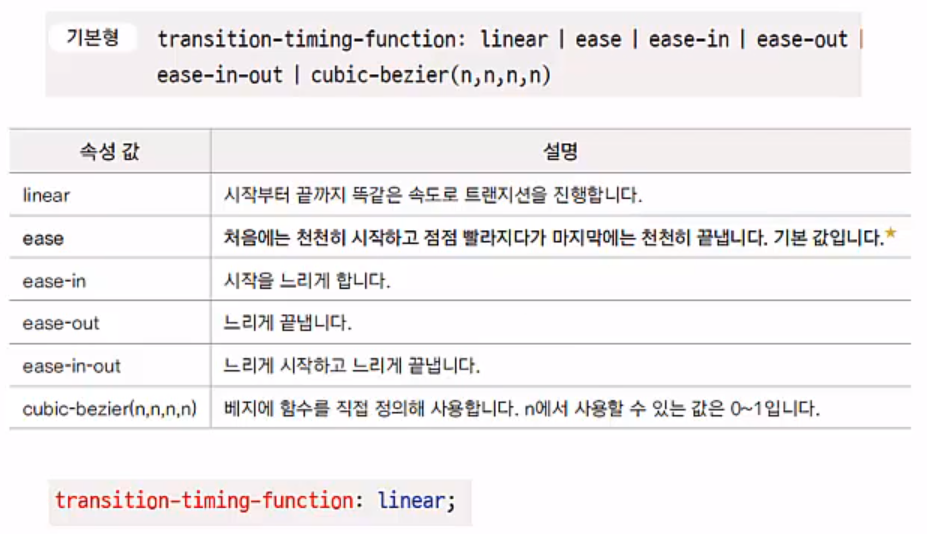 기본형 transition-timing-function: linear | ease | ease-in | ease-out |
ease-in-out | cubic-bezier(n,n,n,n)
속성 값 설명
linear 시작부터 끝까지 똑같은 속도로 트랜지션을 진행합니다.
ease 처음에는 천천히 시작하고 점점 빨라지다가 마지막에는 천천히 끝냅니다. 기본 값입니다.★
ease-in 시작을 느리게 합니다.
ease-out 느리게 끝냅니다.
ease-in-out 느리게 시작하고 느리게 끝냅니다.
cubic-bezier(n,n,n,n) 베지에 함수를 직접 정의해 사용합니다. n에서 사용할 수 있는 값은 0~1입니다.
transition-timing-function: linear;